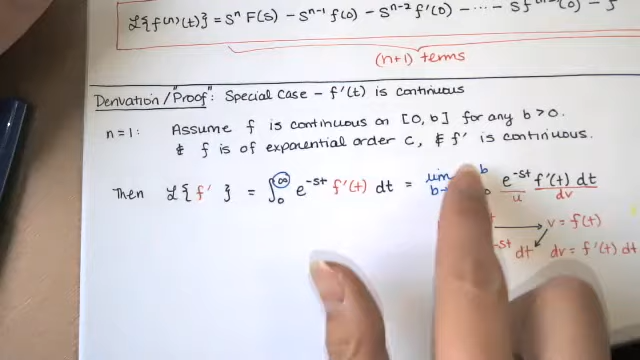 ℒ{f⁽ⁿ⁾(t)} = sⁿ F(s) - sⁿ⁻¹ f(0) - sⁿ⁻² f'(0) - ... - s f
(n+1) terms
Derivation/"Proof": Special Case - f'(t) is continuous
n=1: Assume f is continuous on [0, b] for any b>0.
& f is of exponential order c, & f' is continuous.
Then ℒ{f'} = ∫₀^∞ e^(-st) f'(t) dt = lim b e^(-st) f'(t) dt
b→ u dv
v = f(t)
-st dt dv = f'(t) dt